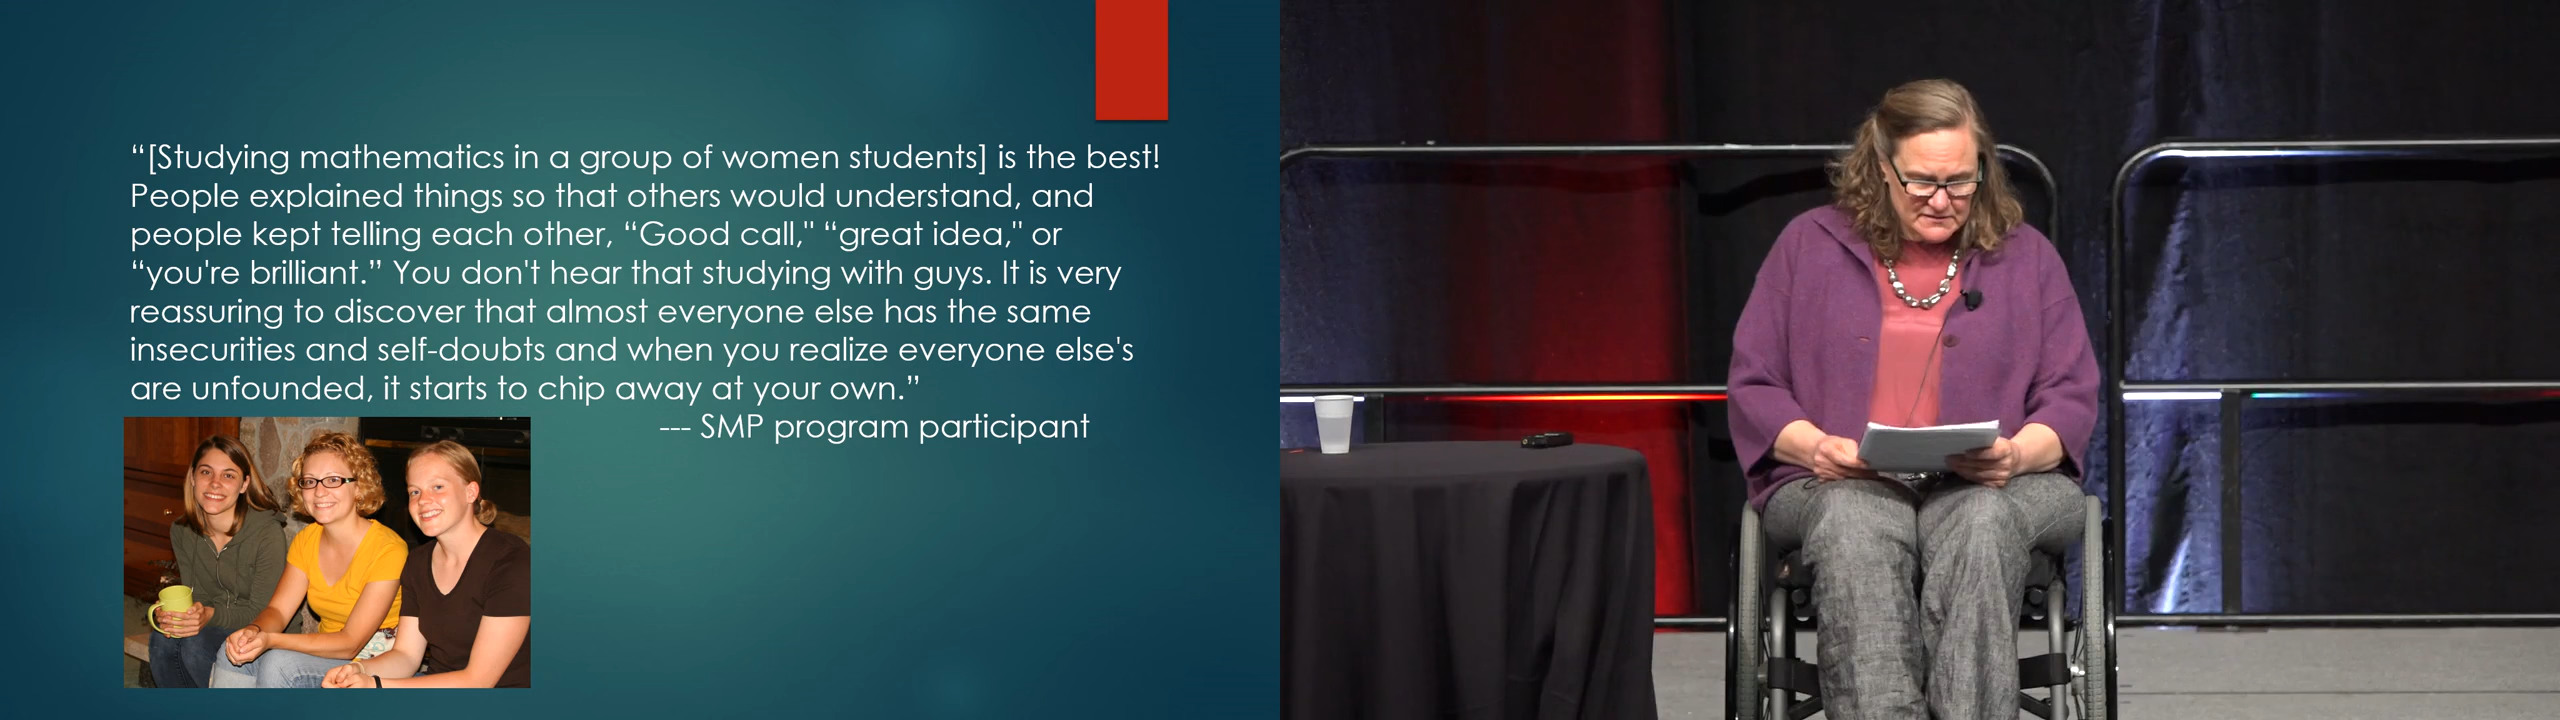 “[Studying mathematics in a group of women students] is the best!
People explained things so that others would understand, and
people kept telling each other, “Good call," “great idea," or
“you're brilliant.” You don't hear that studying with guys. It is very
reassuring to discover that almost everyone else has the same
insecurities and self-doubts and when you realize everyone else's
are unfounded, it starts to chip away at your own.”
--- SMP program participant